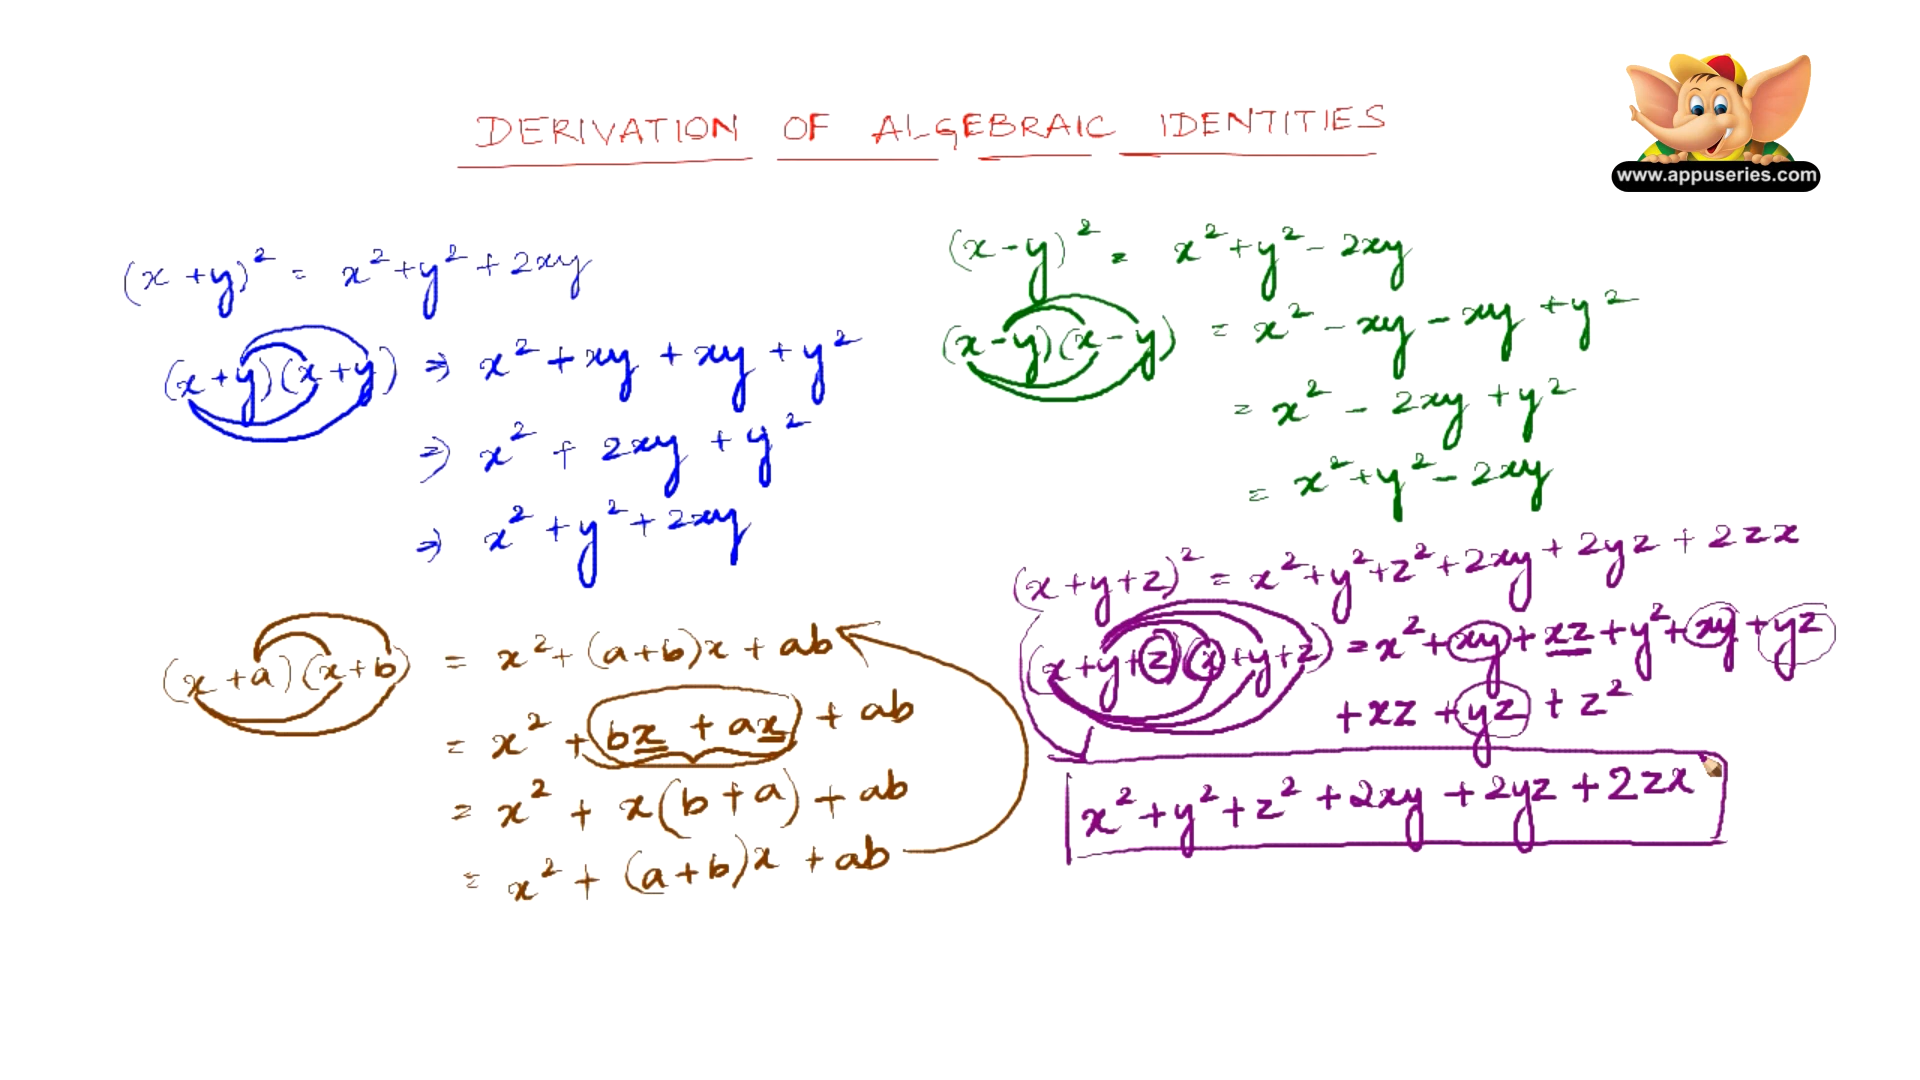 DERIVATION OF ALGEBRAIC IDENTITIES
www.appuseries.com
(x+y)² = x²+y²+2xy
(x+y)(x+y) ⇒ x²+xy+xy+y²
⇒ x²+2xy+y²
⇒ x²+y²+2xy
(x-y)² = x²+y²-2xy
(x-y)(x-y) = x²-xy-xy+y²
= x²-2xy+y²
= x²+y²-2xy
(x+a)(x+b) = x²+(a+b)x+ab
= x²+bx+ax+ab
= x²+x(b+a)+ab
= x²+(a+b)x+ab
(x+y+z)² = x²+y²+z²+2xy+2yz+2zx
(x+y+z)(x+y+z) = x²+xy+xz+y²+xy+yz
+xz+yz+z²
x²+y²+z²+2xy+2yz+2zx